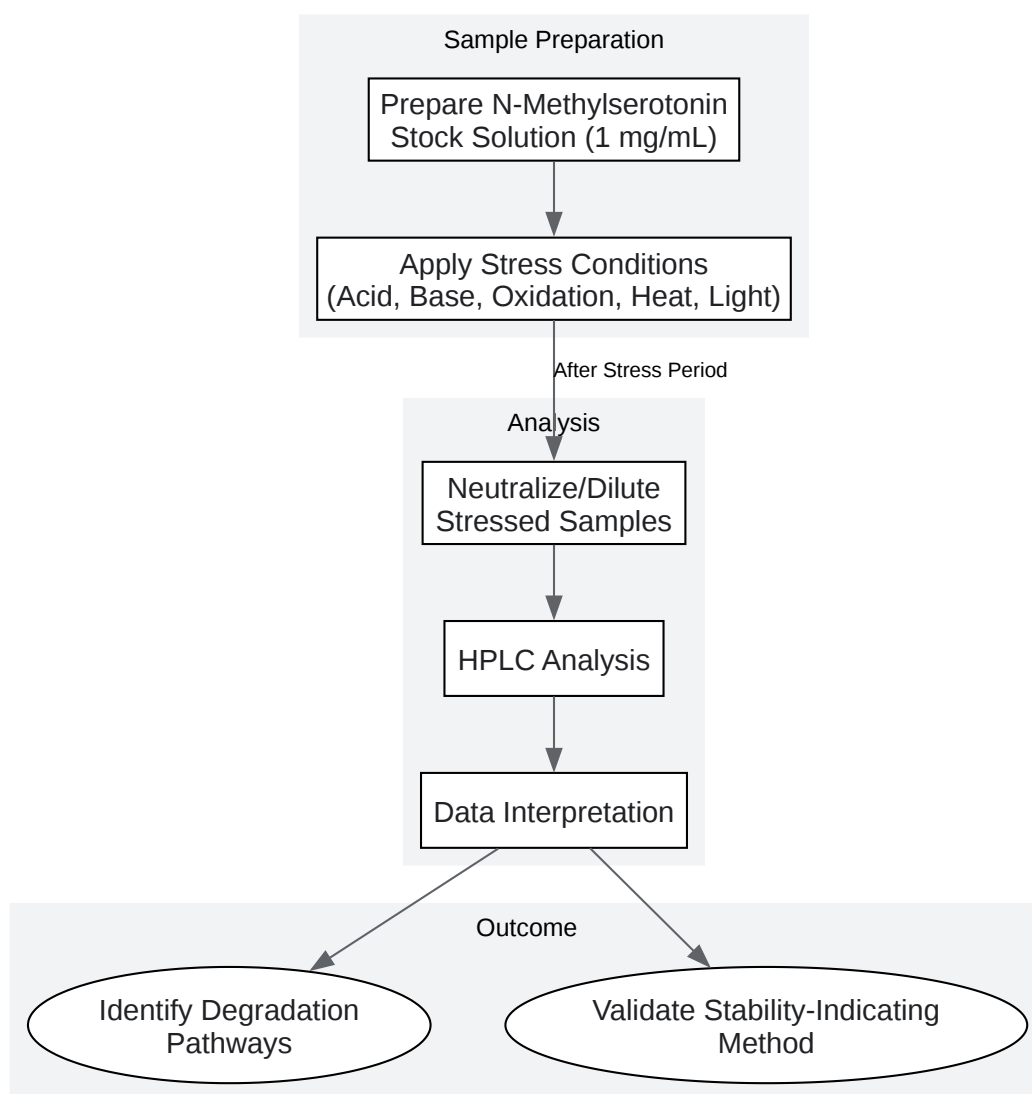 Sample Preparation
Prepare N-Methylserotonin
Stock Solution (1 mg/mL)
Apply Stress Conditions
(Acid, Base, Oxidation, Heat, Light)
After Stress Period
Analysis
Neutralize/Dilute
Stressed Samples
HPLC Analysis
Data Interpretation
Outcome
Identify Degradation
Pathways
Validate Stability-Indicating
Method